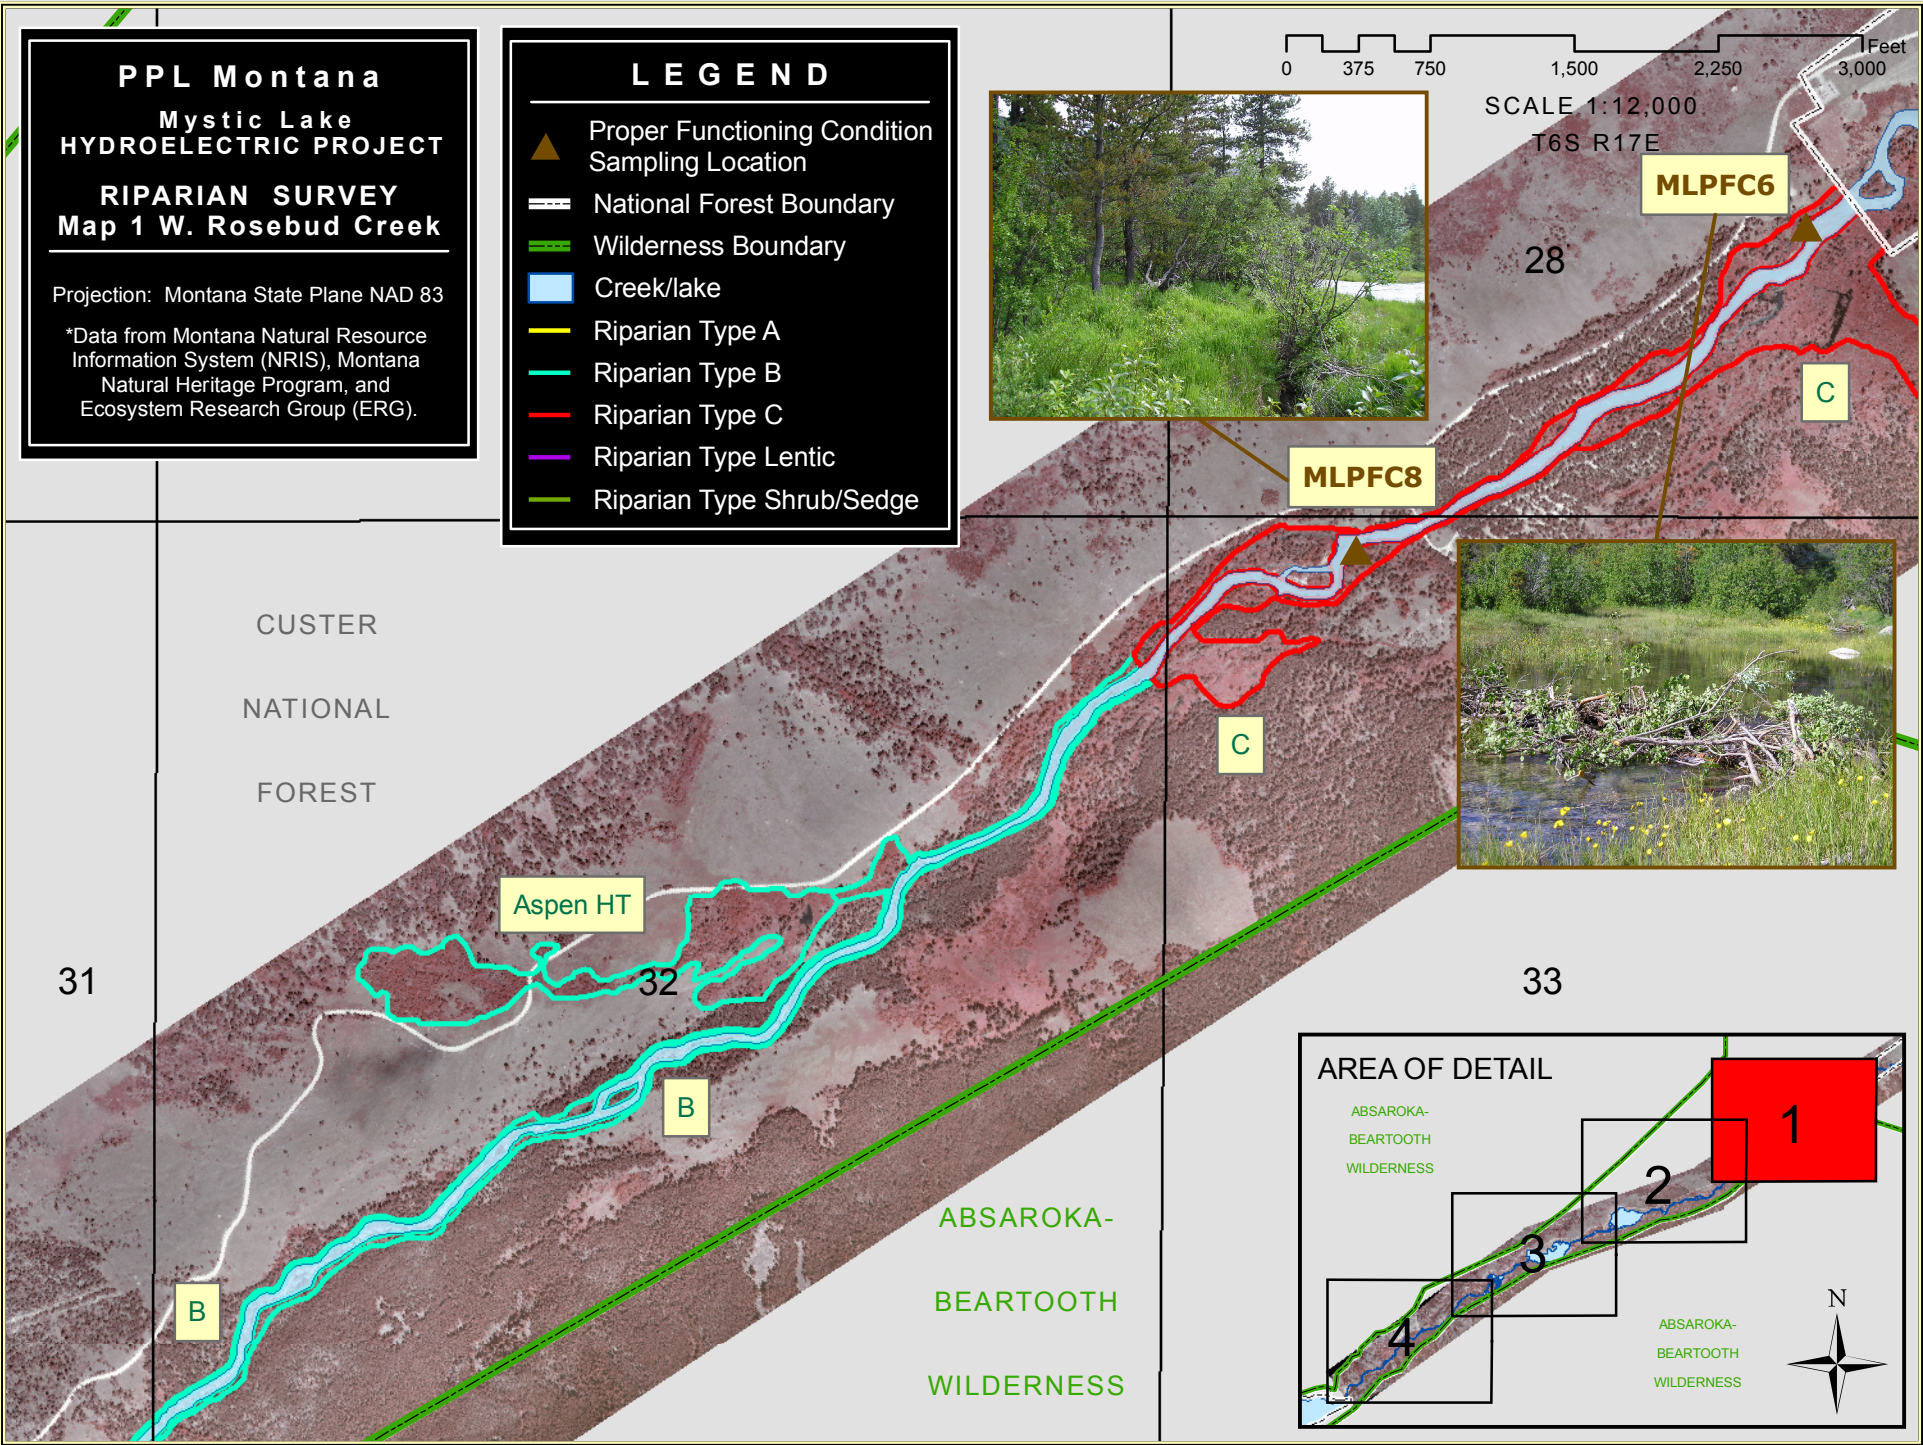 PPL Montana
Mystic Lake
HYDROELECTRIC PROJECT
RIPARIAN SURVEY
Map 1 W. Rosebud Creek
Projection: Montana State Plane NAD 83
*Data from Montana Natural Resource
Information System (NRIS), Montana
Natural Heritage Program, and
Ecosystem Research Group (ERG).
LEGEND
Proper Functioning Condition
Sampling Location
National Forest Boundary
Wilderness Boundary
Creek/lake
Riparian Type A
Riparian Type B
Riparian Type C
Riparian Type Lentic
Riparian Type Shrub/Sedge
Feet
0 375 750 1,500 2,250 3,000
SCALE 1:12,000
T6S R17E
MLPFC6
28
C
MLPFC8
CUSTER
NATIONAL
FOREST
C
Aspen HT
31
32
33
B
B
ABSAROKA-
BEARTOOTH
WILDERNESS
AREA OF DETAIL
ABSAROKA-
BEARTOOTH
WILDERNESS
1
2
3
4
N
ABSAROKA-
BEARTOOTH
WILDERNESS